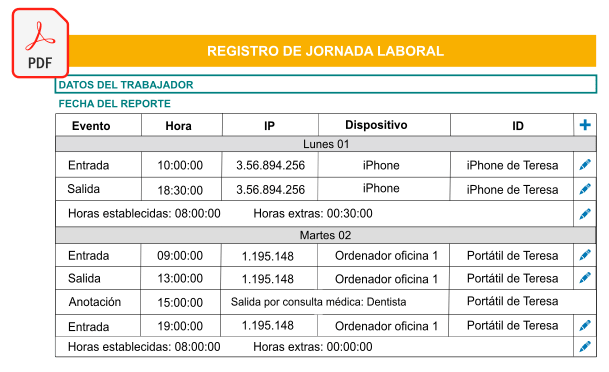 PDF
REGISTRO DE JORNADA LABORAL
DATOS DEL TRABAJADOR
FECHA DEL REPORTE
Evento Hora IP Dispositivo ID +
Lunes 01
Entrada 10:00:00 3.56.894.256 iPhone iPhone de Teresa
Salida 18:30:00 3.56.894.256 iPhone iPhone de Teresa
Horas establecidas: 08:00:00 Horas extras: 00:30:00
Martes 02
Entrada 09:00:00 1.195.148 Ordenador oficina 1 Portátil de Teresa
Salida 13:00:00 1.195.148 Ordenador oficina 1 Portátil de Teresa
Anotación 15:00:00 Salida por consulta médica: Dentista Portátil de Teresa
Entrada 19:00:00 1.195.148 Ordenador oficina 1 Portátil de Teresa
Horas establecidas: 08:00:00 Horas extras: 00:00:00